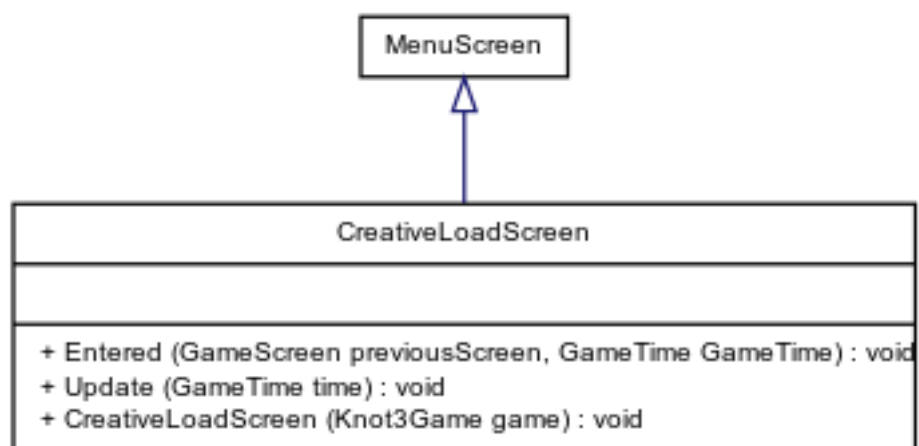 MenuScreen
CreativeLoadScreen
+ Entered (GameScreen previousScreen, GameTime GameTime) : void
+ Update (GameTime time) : void
+ CreativeLoadScreen (Knot3Game game) : void